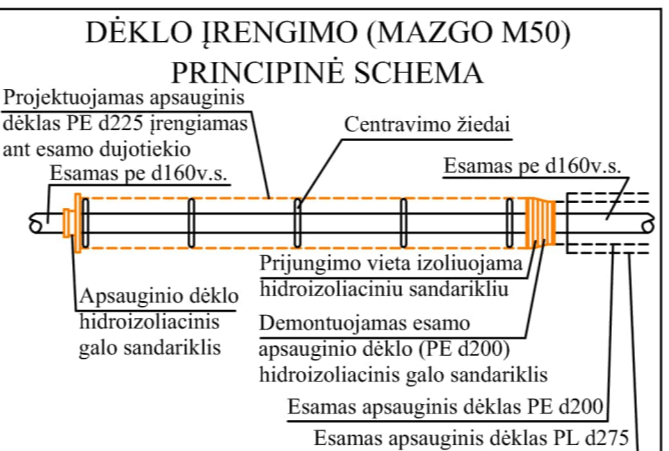 DĖKLO ĮRENGIMO (MAZGO M50)
PRINCIPINĖ SCHEMA
Projektuojamas apsauginis
dėklas PE d225 įrengiamas
ant esamo dujotiekio
Esamas pe d160v.s.
Centravimo žiedai
Esamas pe d160v.s.
Apsauginio dėklo
hidroizoliacinis
galo sandariklis
Prijungimo vieta izoliuojama
hidroizoliaciniu sandarikliu
Demontuojamas esamo
apsauginio dėklo (PE d200)
hidroizoliacinis galo sandariklis
Esamas apsauginis dėklas PE d200
Esamas apsauginis dėklas PL d275